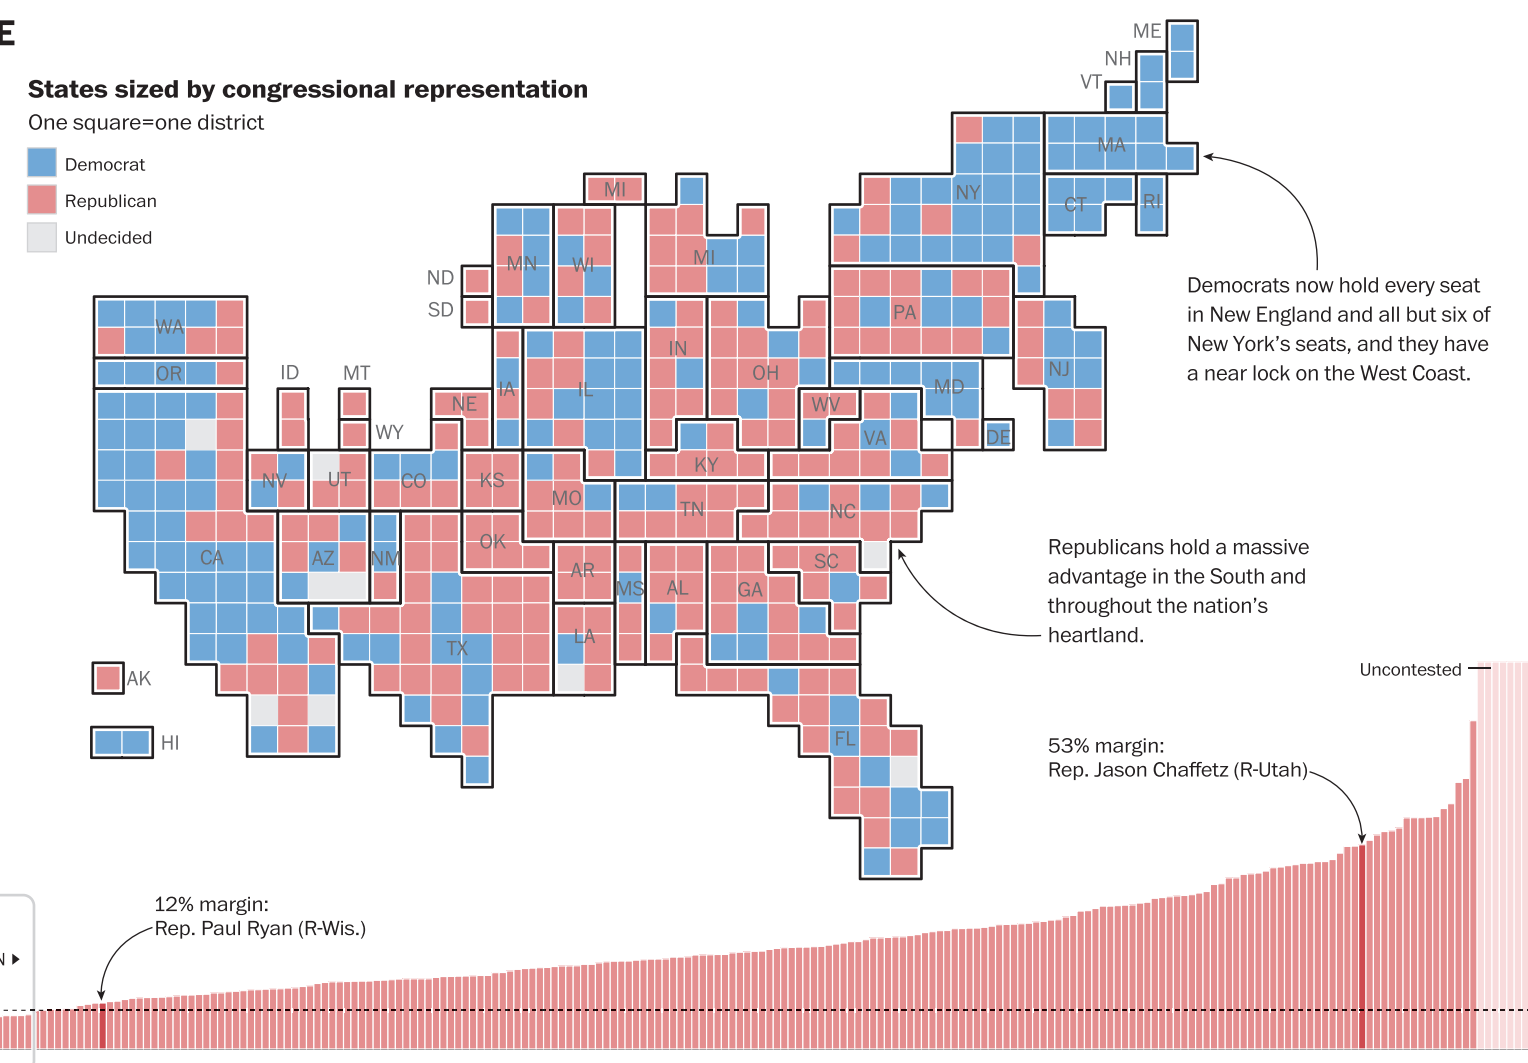 E
States sized by congressional representation
One square=one district
Democrat
Republican
Undecided
ME
NH
VT
MA
NY
CT
RI
MI
MN
WI
MI
ND
SD
PA
WA
IN
OR
ID
MT
OH
NJ
IA
IL
MD
NE
WV
WY
VA
DE
KY
NV
UT
CO
KS
MO
TN
NC
CA
AZ
NM
OK
AR
SC
MS
AL
GA
LA
TX
AK
HI
FL
Democrats now hold every seat
in New England and all but six of
New York’s seats, and they have
a near lock on the West Coast.
Republicans hold a massive
advantage in the South and
throughout the nation’s
heartland.
Uncontested
53% margin:
Rep. Jason Chaffetz (R-Utah)
12% margin:
Rep. Paul Ryan (R-Wis.)
N